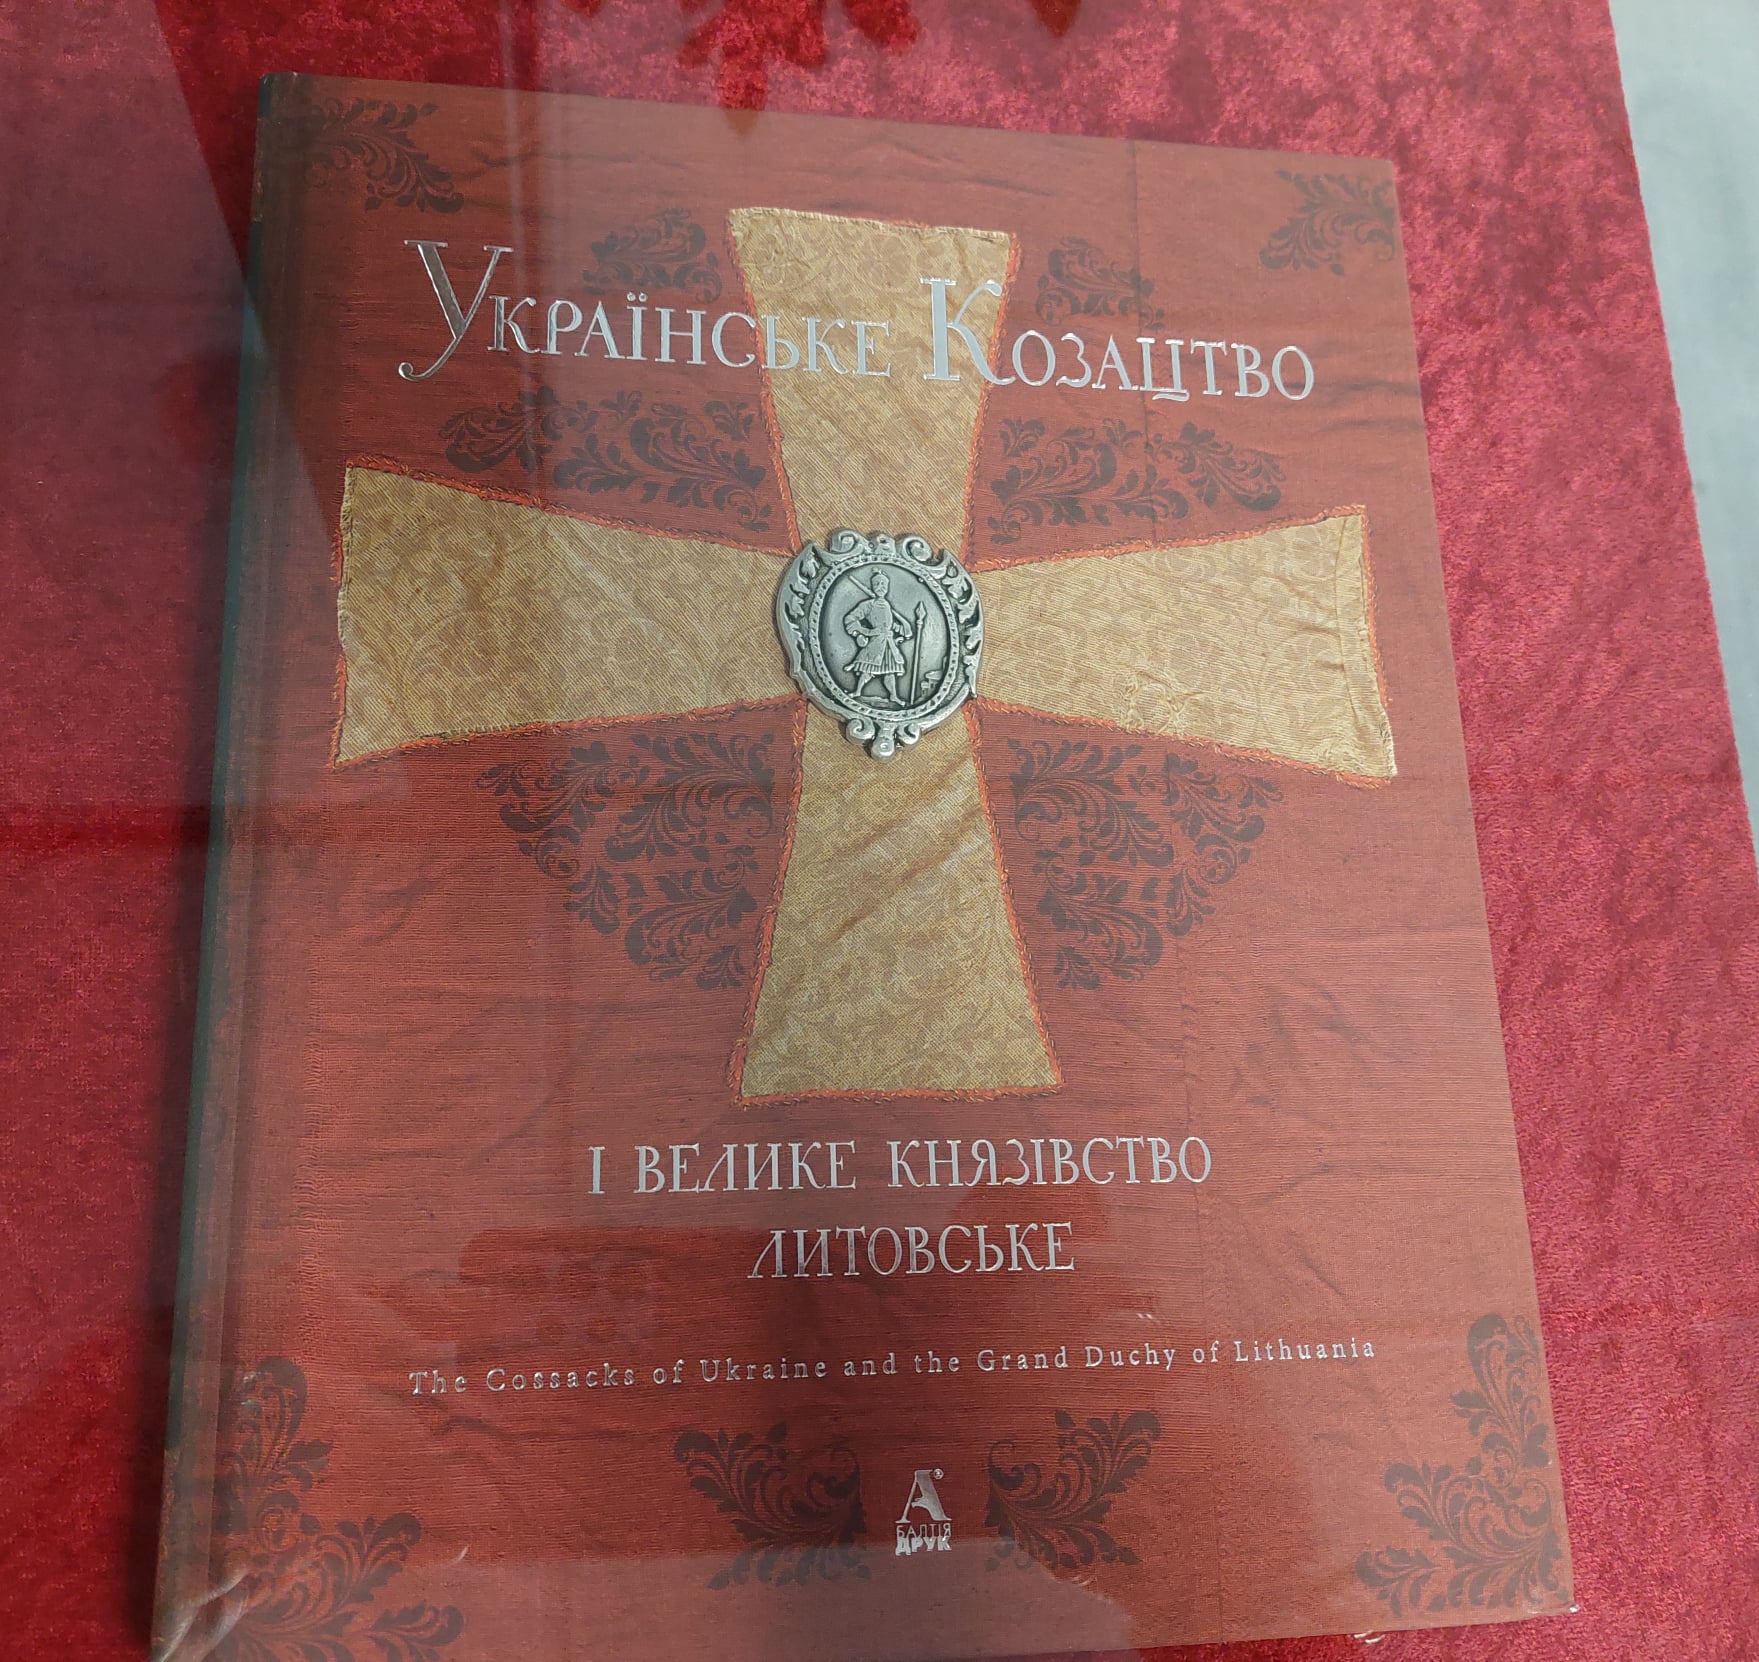 Українське Козацтво
і велике князівство
литовське
The Cossacks of Ukraine and the Grand Duchy of Lithuania
А®
БАЛТІЯ
ДРУК